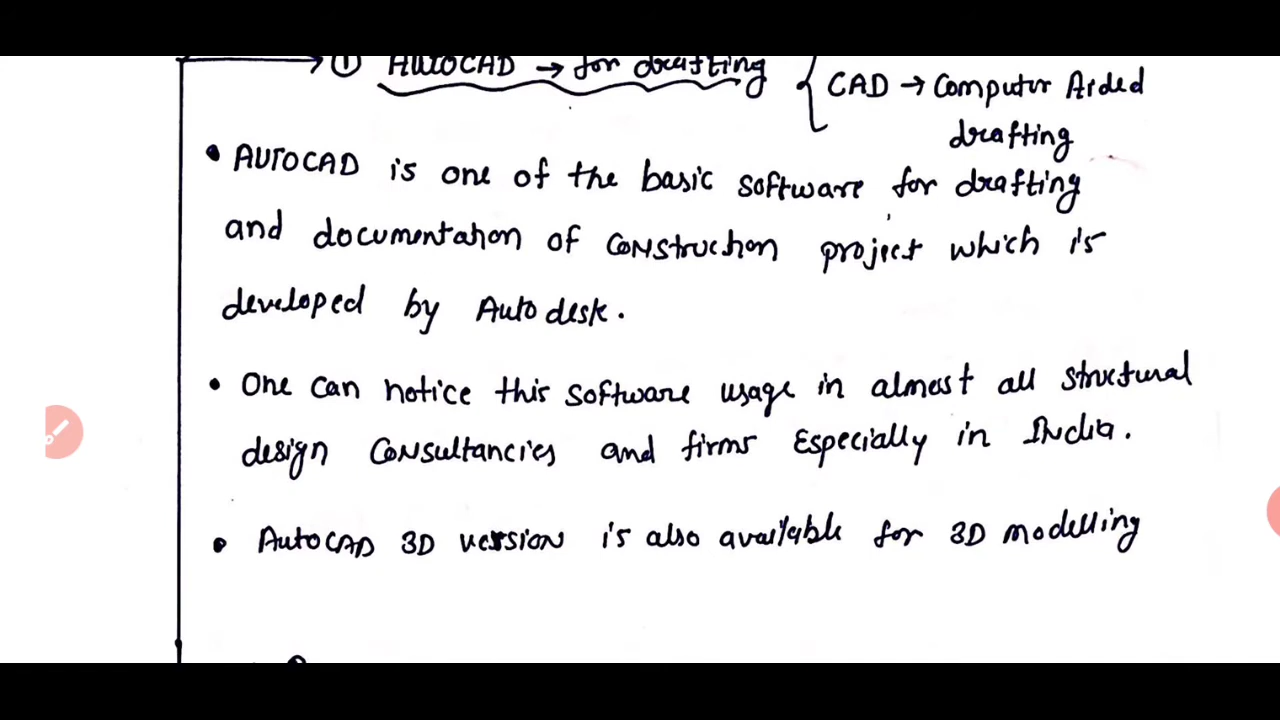 ① AUTOCAD → for drafting
CAD → Computer Aided
drafting
• AUTOCAD is one of the basic software for drafting
and documentation of construction project which is
developed by Autodesk.
• One can notice this software usage in almost all structural
design consultancies and firms Especially in India.
• AutoCAD 3D version is also available for 3D modelling